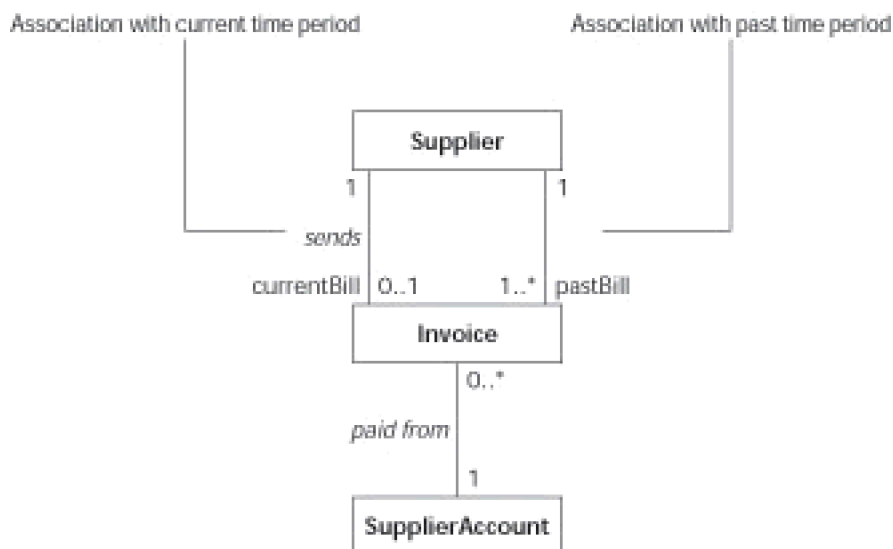 Association with current time period
Association with past time period
Supplier
1
1
sends
currentBill
0..1
1..*
pastBill
Invoice
0..*
paid from
1
SupplierAccount